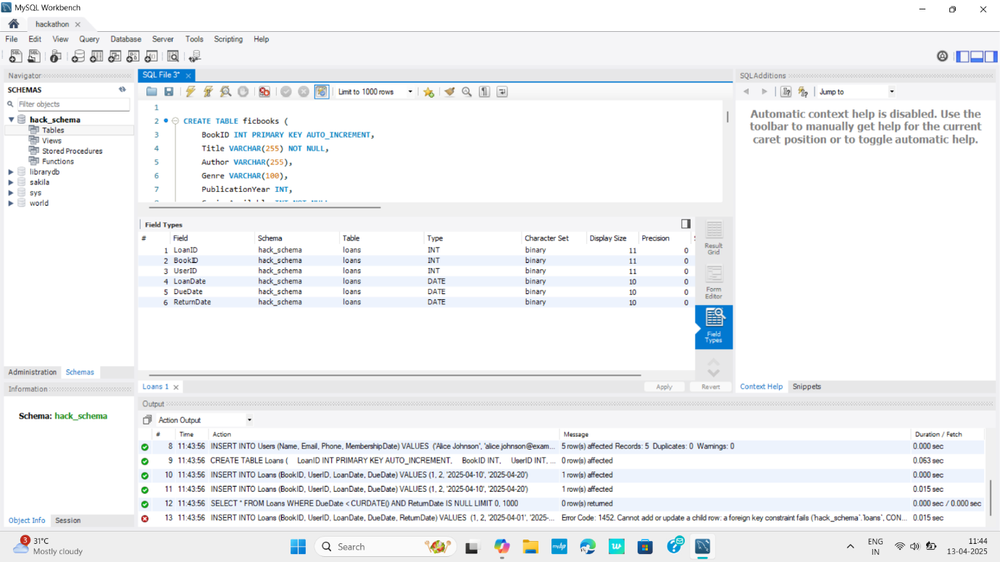 MySQL Workbench
hackathon
File Edit View Query Database Server Tools Scripting Help
Navigator
SCHEMAS
Filter objects
hack_schema
Tables
Views
Stored Procedures
Functions
librarydb
sakila
sys
world
Administration Schemas
Information
Schema: hack_schema
Object Info Session
SQL File 3*
Limit to 1000 rows
1
2 CREATE TABLE ficbooks (
3 BookID INT PRIMARY KEY AUTO_INCREMENT,
4 Title VARCHAR(255) NOT NULL,
5 Author VARCHAR(255),
6 Genre VARCHAR(100),
7 PublicationYear INT,
Field Types
# Field Schema Table Type Character Set Display Size Precision
1 LoanID hack_schema loans INT binary 11 0
2 BookID hack_schema loans INT binary 11 0
3 UserID hack_schema loans INT binary 11 0
4 LoanDate hack_schema loans DATE binary 10 0
5 DueDate hack_schema loans DATE binary 10 0
6 ReturnDate hack_schema loans DATE binary 10 0
Result
Grid
Form
Editor
Field
Types
Loans 1
Apply Revert
SQLAdditions
Jump to
Automatic context help is disabled. Use the
toolbar to manually get help for the current
caret position or to toggle automatic help.
Context Help Snippets
Output
Action Output
# Time Action Message Duration / Fetch
8 11:43:56 INSERT INTO Users (Name, Email, Phone, MembershipDate) VALUES ('Alice Johnson', 'alice.johnson@exam... 5 row(s) affected Records: 5 Duplicates: 0 Warnings: 0 0.000 sec
9 11:43:56 CREATE TABLE Loans ( LoanID INT PRIMARY KEY AUTO_INCREMENT, BookID INT, UserID INT, ... 0 row(s) affected 0.063 sec
10 11:43:56 INSERT INTO Loans (BookID, UserID, LoanDate, DueDate) VALUES (1, 2, '2025-04-10', '2025-04-20') 1 row(s) affected 0.000 sec
11 11:43:56 INSERT INTO Loans (BookID, UserID, LoanDate, DueDate) VALUES (1, 2, '2025-04-10', '2025-04-20') 1 row(s) affected 0.015 sec
12 11:43:56 SELECT * FROM Loans WHERE DueDate < CURDATE() AND ReturnDate IS NULL LIMIT 0, 1000 0 row(s) returned 0.000 sec / 0.000 sec
13 11:43:56 INSERT INTO Loans (BookID, UserID, LoanDate, DueDate, ReturnDate) VALUES (1, 2, '2025-04-01', '2025-... Error Code: 1452. Cannot add or update a child row: a foreign key constraint fails (`hack_schema`.`loans`, CON... 0.015 sec
3
31°C
Mostly cloudy
Search
ENG
IN
11:44
13-04-2025